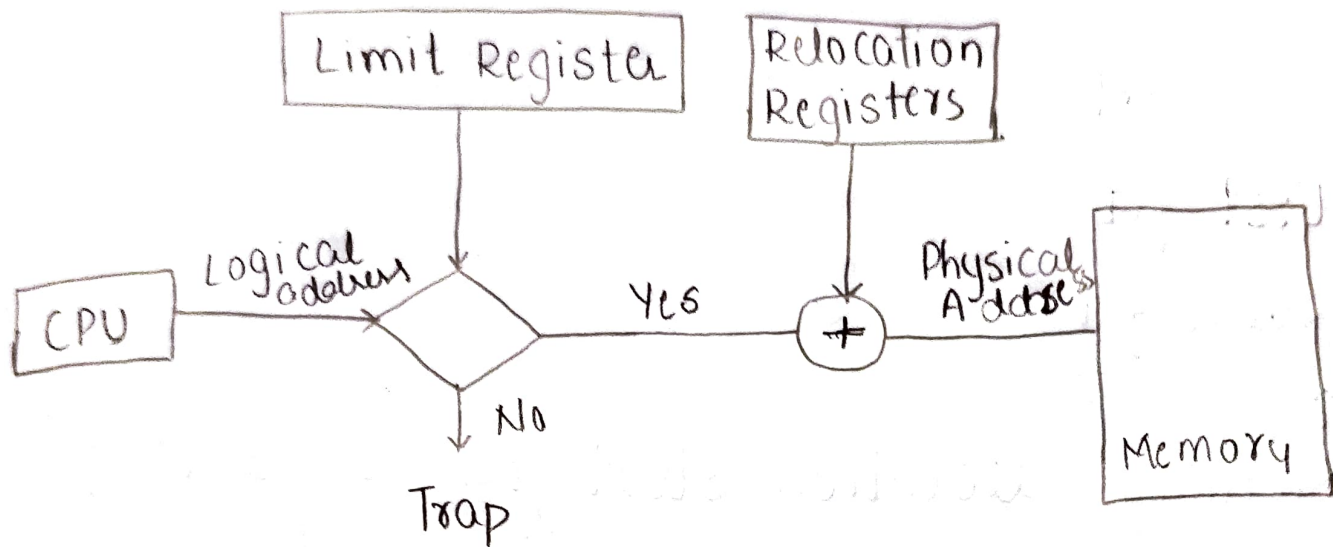 Limit Register
Relocation
Registers
Logical
address
CPU
Yes
+
Physical
Address
No
Trap
Memory